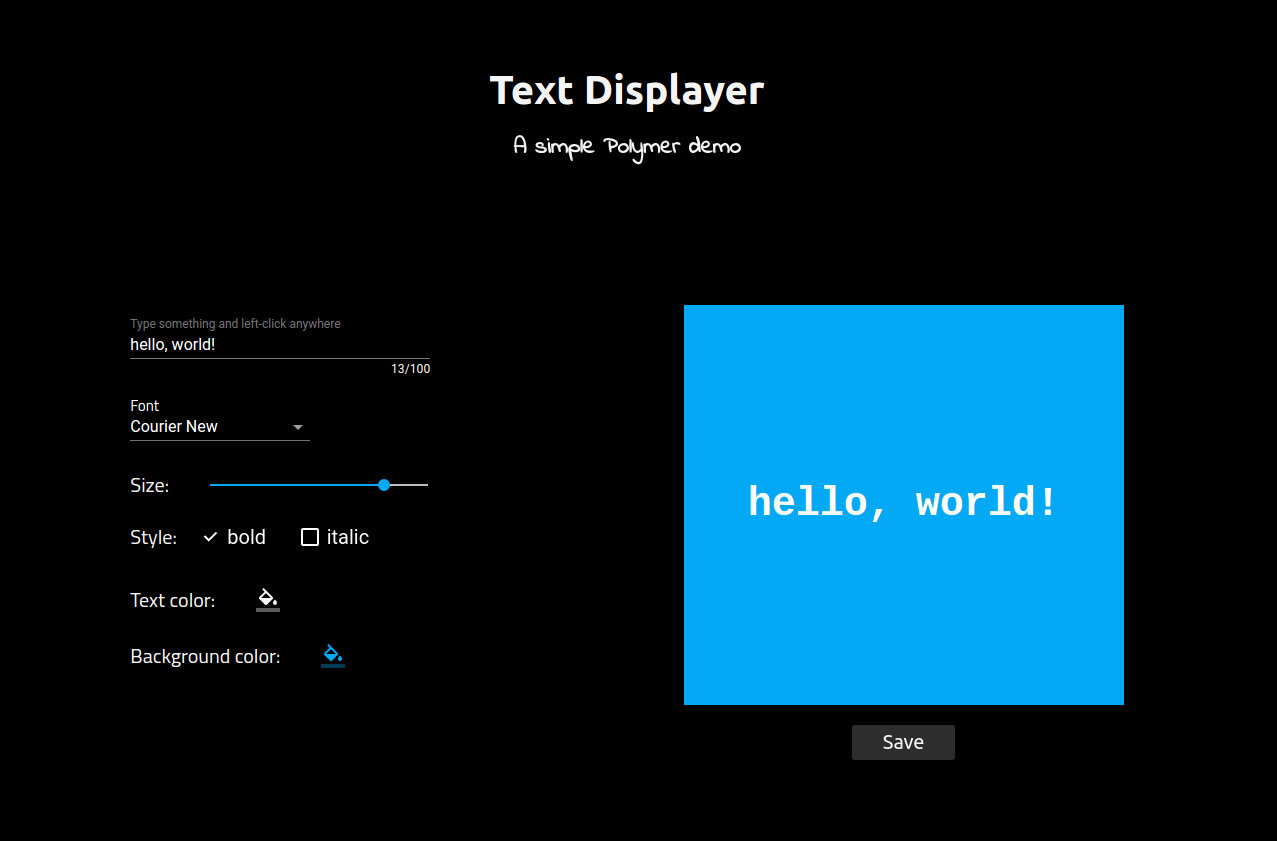 Text Displayer
A simple Polymer demo
Type something and left-click anywhere
hello, world!
13/100
Font
Courier New
Size:
Style: bold italic
Text color:
Background color:
hello, world!
Save